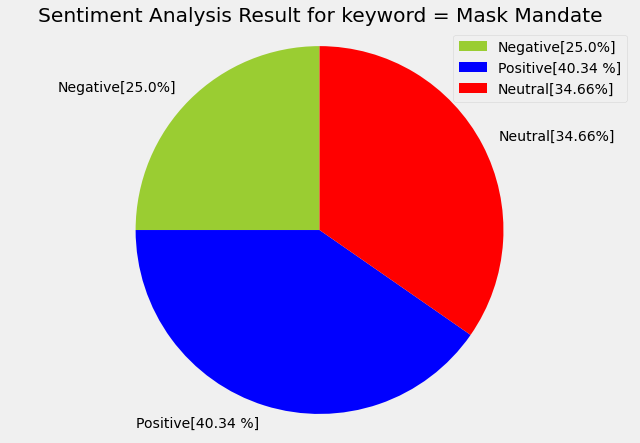 Sentiment Analysis Result for keyword = Mask Mandate
Negative[25.0%]
Positive[40.34 %]
Neutral[34.66%]
Negative[25.0%]
Neutral[34.66%]
Positive[40.34 %]